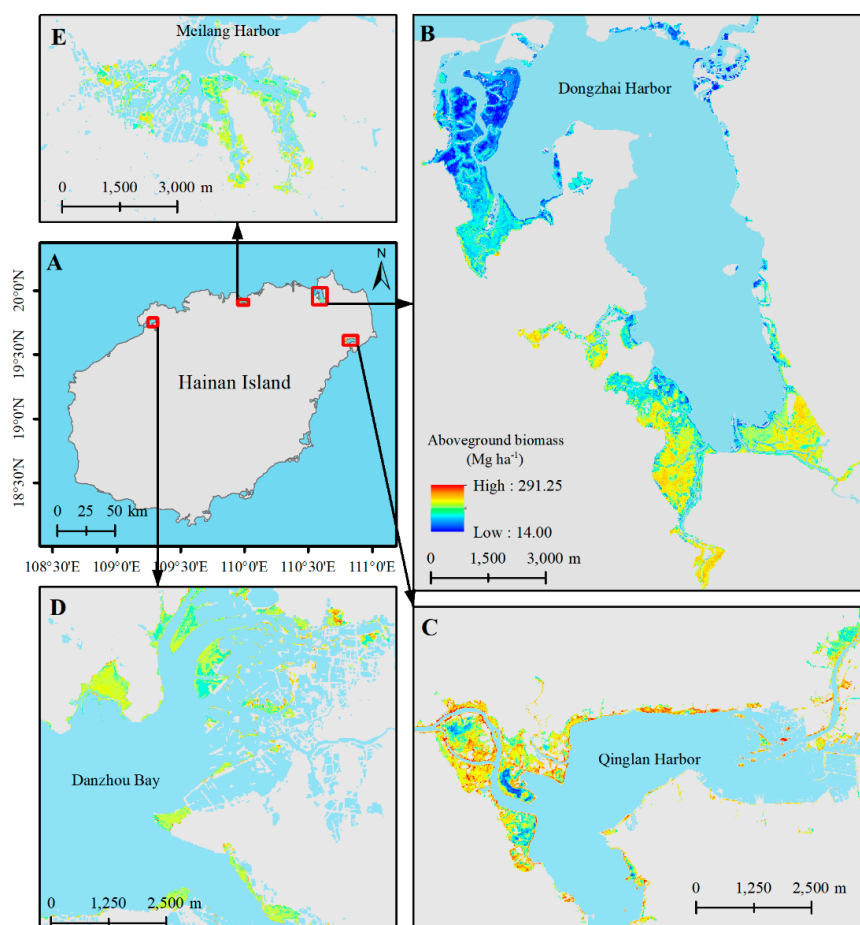 E
Meilang Harbor
0 1,500 3,000 m
B
Dongzhai Harbor
Aboveground biomass
(Mg ha⁻¹)
High : 291.25
Low : 14.00
0 1,500 3,000 m
A
N
20°0'N
19°30'N
19°0'N
18°30'N
Hainan Island
0 25 50 km
108°30'E 109°0'E 109°30'E 110°0'E 110°30'E 111°0'E
D
Danzhou Bay
0 1,250 2,500 m
C
Qinglan Harbor
0 1,250 2,500 m